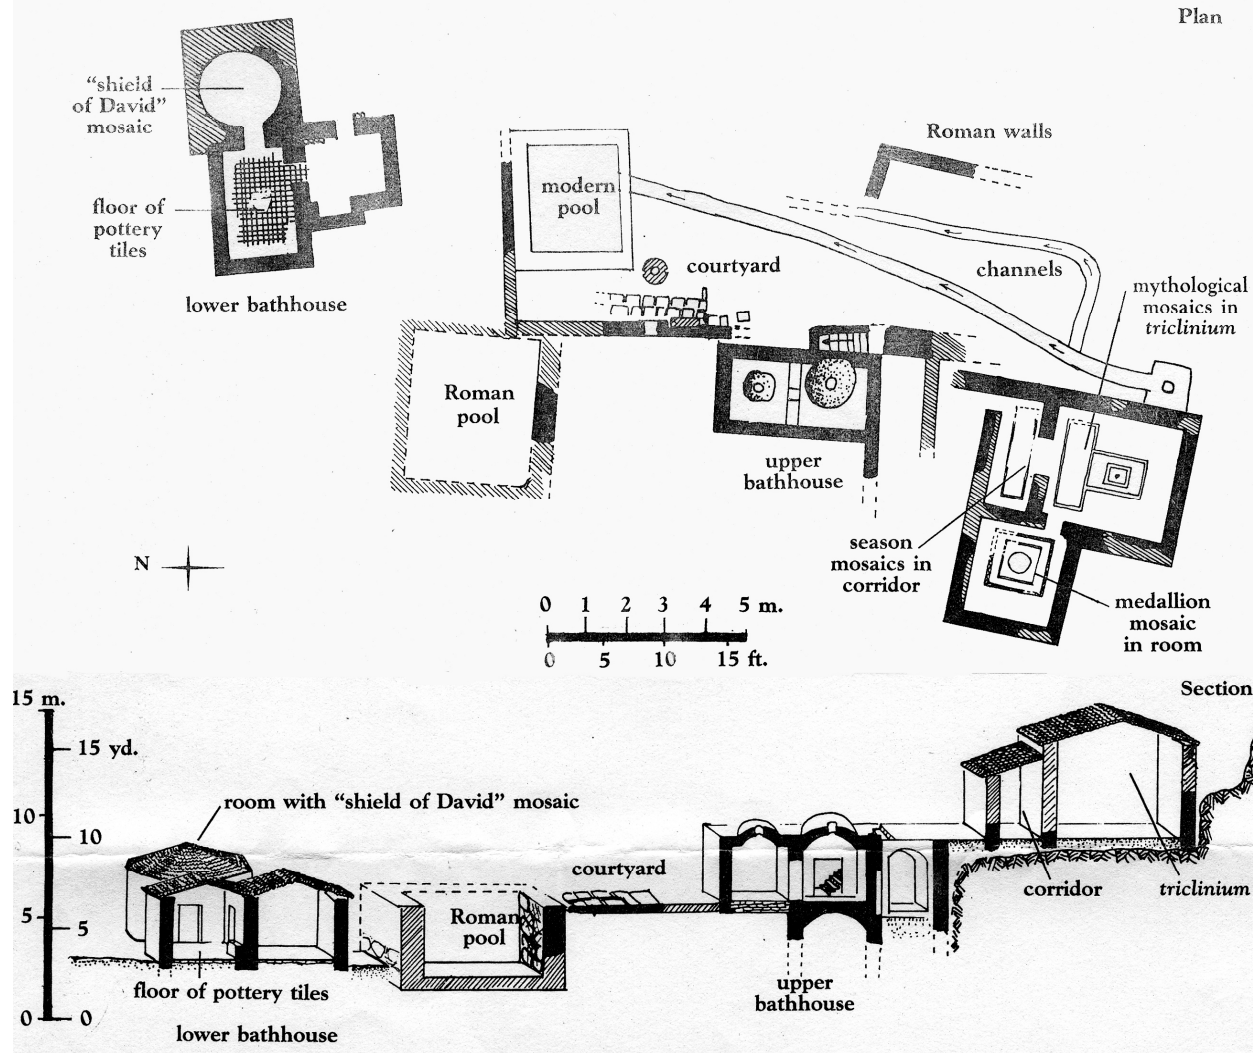 Plan
"shield
of David"
mosaic
floor of
pottery
tiles
lower bathhouse
modern
pool
courtyard
Roman walls
channels
mythological
mosaics in
triclinium
Roman
pool
upper
bathhouse
season
mosaics in
corridor
medallion
mosaic
in room
N
0 1 2 3 4 5 m.
0 5 10 15 ft.
Section
15 m.
15 yd.
10
10
5
5
0
0
room with "shield of David" mosaic
courtyard
Roman
pool
corridor
triclinium
floor of pottery tiles
upper
bathhouse
lower bathhouse